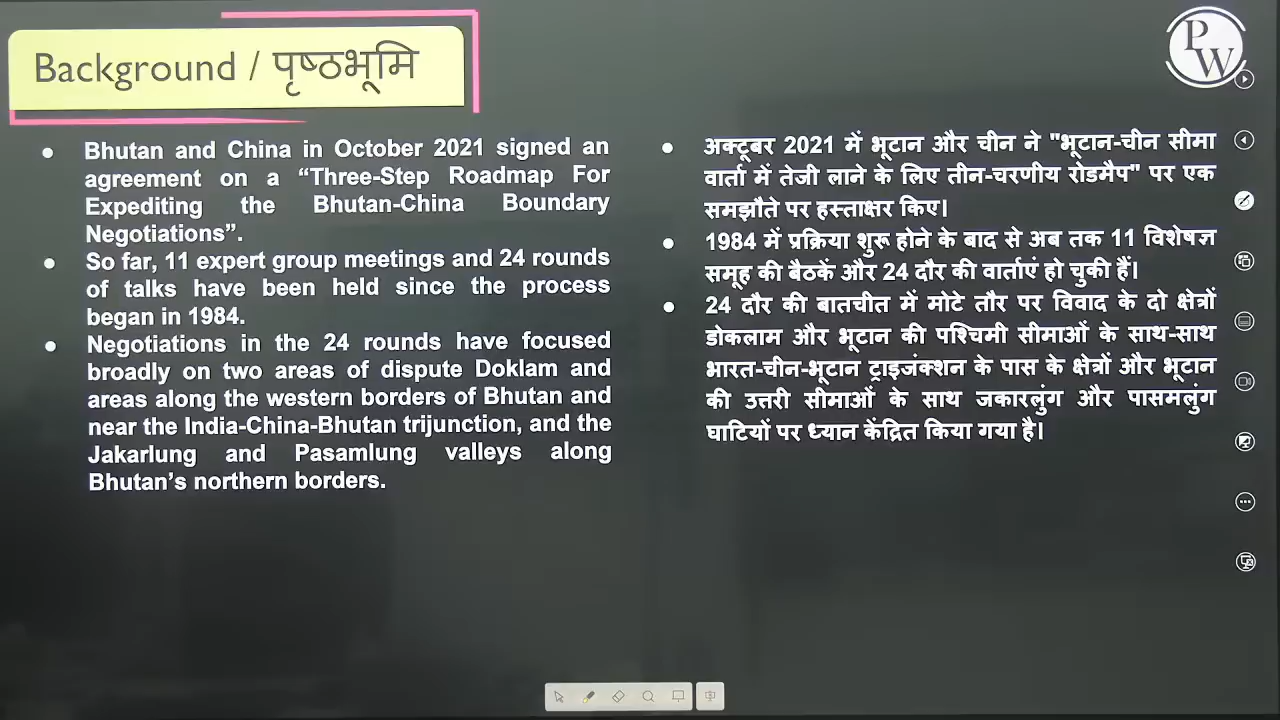 Background / पृष्ठभूमि
PW
• Bhutan and China in October 2021 signed an
agreement on a “Three-Step Roadmap For
Expediting the Bhutan-China Boundary
Negotiations”.
• So far, 11 expert group meetings and 24 rounds
of talks have been held since the process
began in 1984.
• Negotiations in the 24 rounds have focused
broadly on two areas of dispute Doklam and
areas along the western borders of Bhutan and
near the India-China-Bhutan trijunction, and the
Jakarlung and Pasamlung valleys along
Bhutan’s northern borders.
• अक्टूबर 2021 में भूटान और चीन ने "भूटान-चीन सीमा
वार्ता में तेजी लाने के लिए तीन-चरणीय रोडमैप" पर एक
समझौते पर हस्ताक्षर किए।
• 1984 में प्रक्रिया शुरू होने के बाद से अब तक 11 विशेषज्ञ
समूह की बैठकें और 24 दौर की वार्ताएं हो चुकी हैं।
• 24 दौर की बातचीत में मोटे तौर पर विवाद के दो क्षेत्रों
डोकलाम और भूटान की पश्चिमी सीमाओं के साथ-साथ
भारत-चीन-भूटान ट्राइजंक्शन के पास के क्षेत्रों और भूटान
की उत्तरी सीमाओं के साथ जकारलुंग और पासमलुंग
घाटियों पर ध्यान केंद्रित किया गया है।